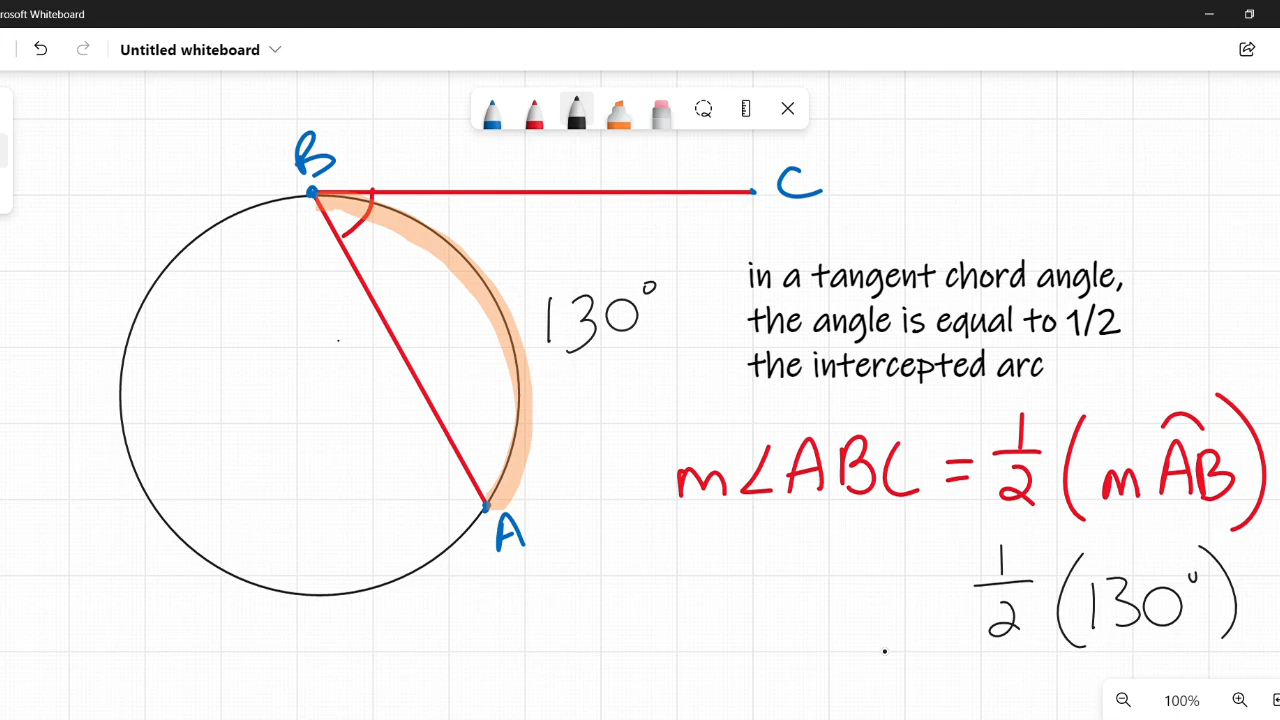 rosoft Whiteboard
Untitled whiteboard
B
C
130°
in a tangent chord angle,
the angle is equal to 1/2
the intercepted arc
m∠ABC = 1/2 (m A͡B)
A
1/2 (130°)
100%